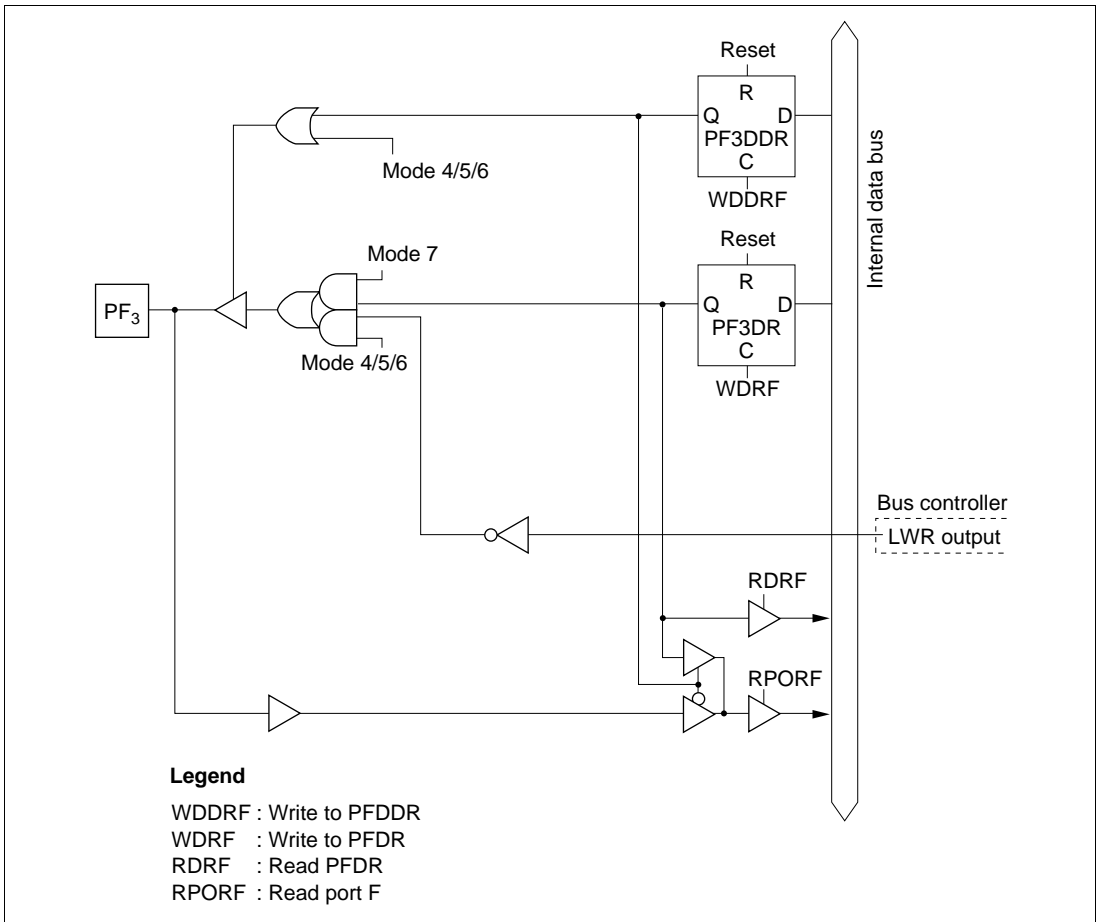 Reset
R
Q D
PF3DDR
C
WDDRF
Mode 4/5/6
Internal data bus
Reset
R
Q D
PF3DR
C
WDRF
Mode 7
PF3
Mode 4/5/6
Bus controller
LWR output
RDRF
RPORF
Legend
WDDRF : Write to PFDDR
WDRF : Write to PFDR
RDRF : Read PFDR
RPORF : Read port F